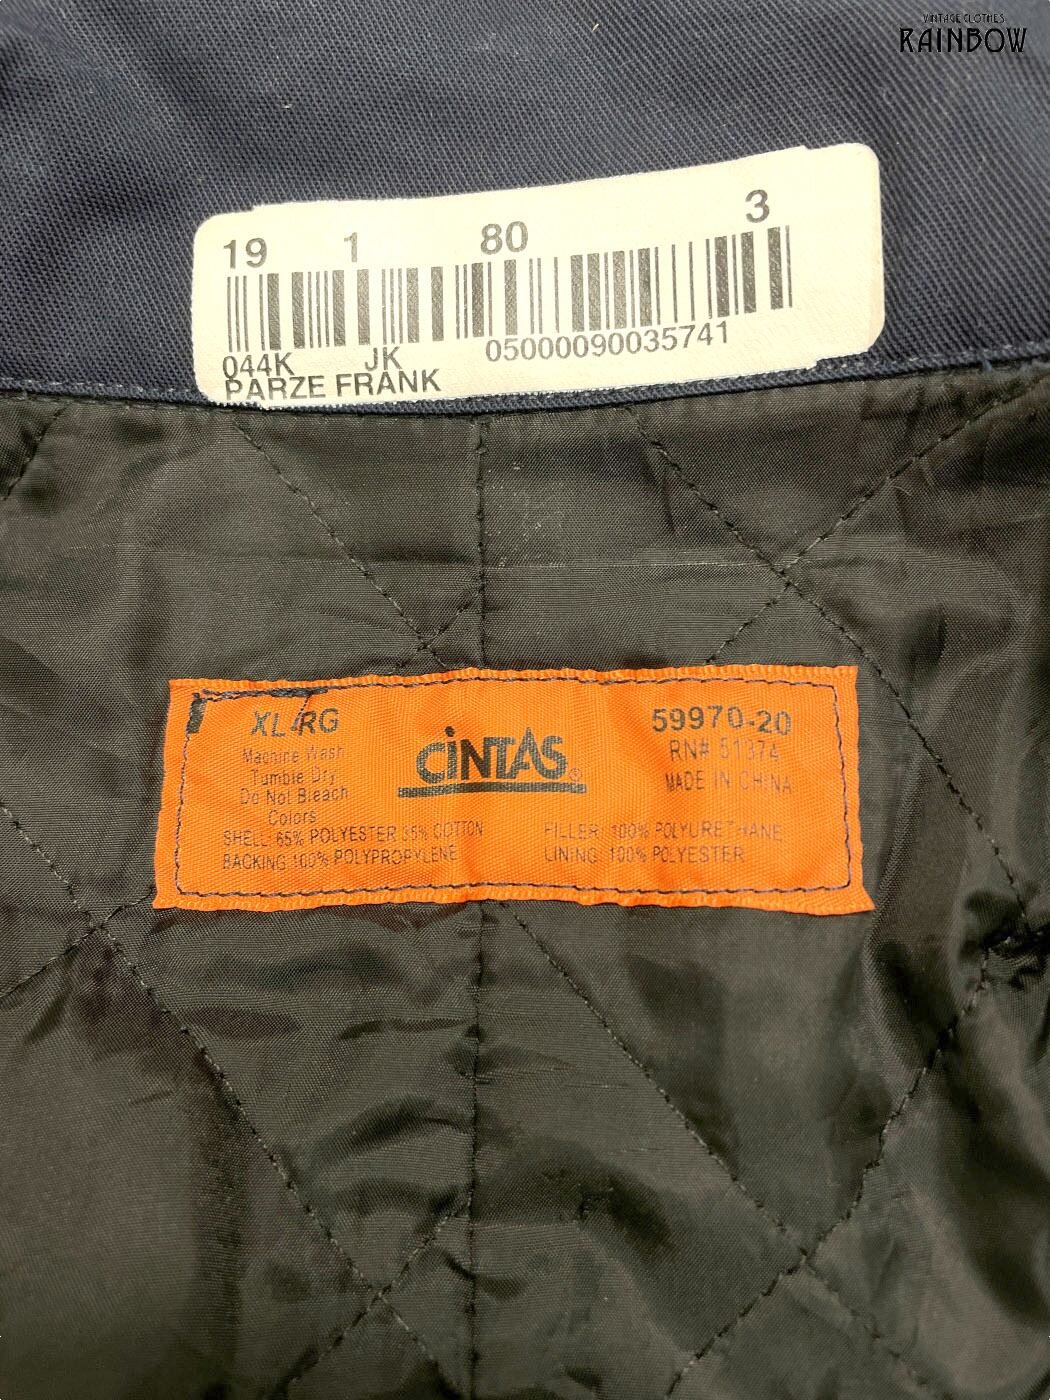 VINTAGE CLOTHES
RAINBOW
19 1 80 3
044K JK 05000090035741
PARZE FRANK
XL/RG
Machine Wash
Tumble Dry
Do Not Bleach
Colors
CiNTAS®
59970-20
RN# 51374
MADE IN CHINA
SHELL: 65% POLYESTER 35% COTTON
BACKING 100% POLYPROPYLENE
FILLER: 100% POLYURETHANE
LINING: 100% POLYESTER